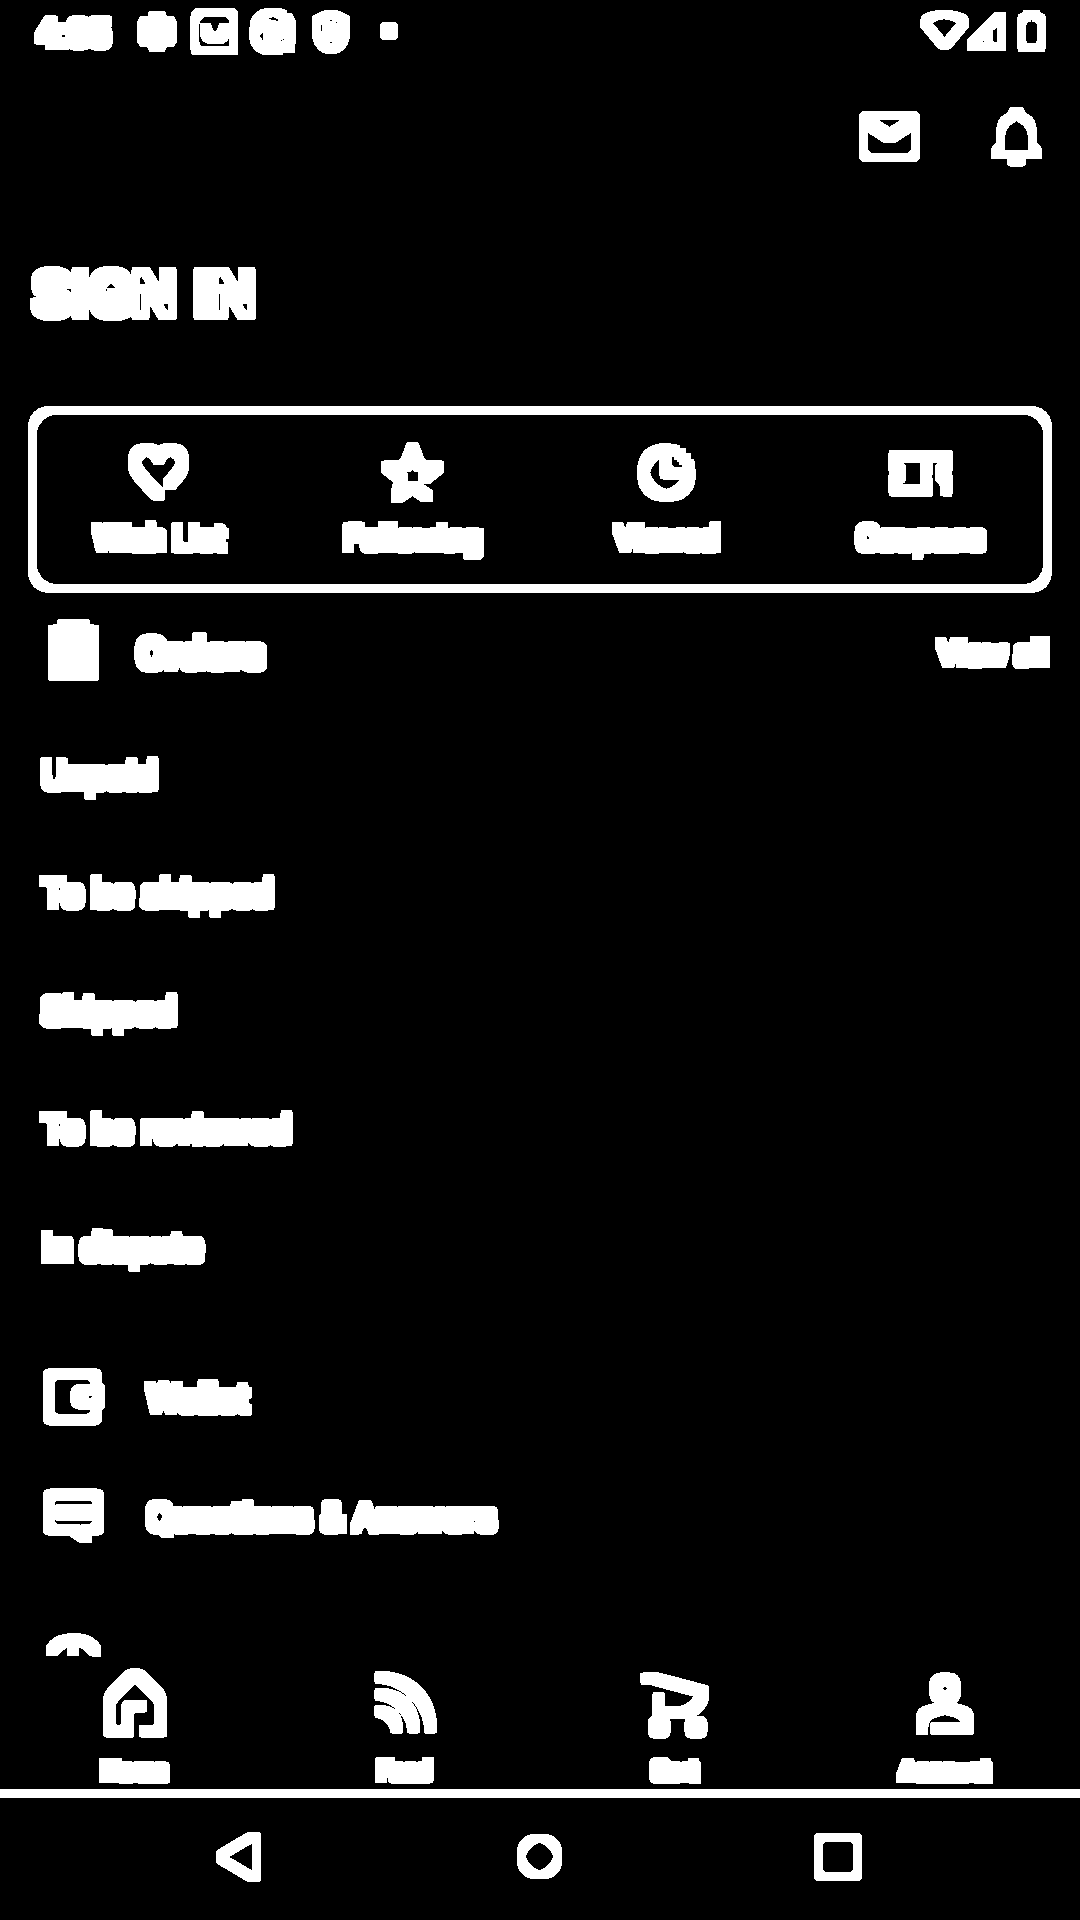 SIGN IN
Wish List Following Viewed Coupons
Orders View all
Unpaid
To be shipped
Shipped
To be reviewed
In dispute
Wallet
Questions & Answers
Home Feed Cart Account